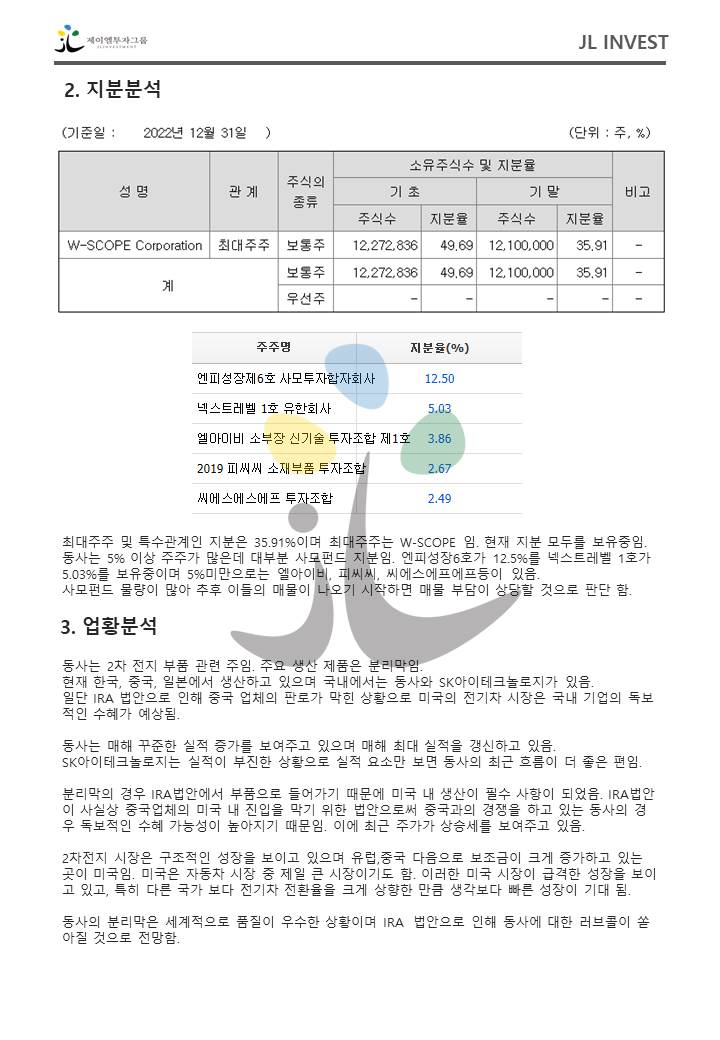 제이엘투자그룹
JLINVESTMENT
JL INVEST
2. 지분분석
(기준일 : 2022년 12월 31일 ) (단위 : 주, %)
성 명 관 계 주식의 종류 소유주식수 및 지분율 비고
기 초 기 말
주식수 지분율 주식수 지분율
W-SCOPE Corporation 최대주주 보통주 12,272,836 49.69 12,100,000 35.91 -
계 보통주 12,272,836 49.69 12,100,000 35.91 -
우선주 - - - - -
주주명 지분율(%)
엔피성장제6호 사모투자합자회사 12.50
넥스트레벨 1호 유한회사 5.03
엘아이비 소부장 신기술 투자조합 제1호 3.86
2019 피씨씨 소재부품 투자조합 2.67
씨에스에스에프 투자조합 2.49
최대주주 및 특수관계인 지분은 35.91%이며 최대주주는 W-SCOPE 임. 현재 지분 모두를 보유중임.
동사는 5% 이상 주주가 많은데 대부분 사모펀드 지분임. 엔피성장6호가 12.5%를 넥스트레벨 1호가
5.03%를 보유중이며 5%미만으로는 엘아이비, 피씨씨, 씨에스에프에프등이 있음.
사모펀드 물량이 많아 추후 이들의 매물이 나오기 시작하면 매물 부담이 상당할 것으로 판단 함.
3. 업황분석
동사는 2차 전지 부품 관련 주임. 주요 생산 제품은 분리막임.
현재 한국, 중국, 일본에서 생산하고 있으며 국내에서는 동사와 SK아이테크놀로지가 있음.
일단 IRA 법안으로 인해 중국 업체의 판로가 막힌 상황으로 미국의 전기차 시장은 국내 기업의 독보
적인 수혜가 예상됨.
동사는 매해 꾸준한 실적 증가를 보여주고 있으며 매해 최대 실적을 갱신하고 있음.
SK아이테크놀로지는 실적이 부진한 상황으로 실적 요소만 보면 동사의 최근 흐름이 더 좋은 편임.
분리막의 경우 IRA법안에서 부품으로 들어가기 때문에 미국 내 생산이 필수 사항이 되었음. IRA법안
이 사실상 중국업체의 미국 내 진입을 막기 위한 법안으로써 중국과의 경쟁을 하고 있는 동사의 경
우 독보적인 수혜 가능성이 높아지기 때문임. 이에 최근 주가가 상승세를 보여주고 있음.
2차전지 시장은 구조적인 성장을 보이고 있으며 유럽,중국 다음으로 보조금이 크게 증가하고 있는
곳이 미국임. 미국은 자동차 시장 중 제일 큰 시장이기도 함. 이러한 미국 시장이 급격한 성장을 보이
고 있고, 특히 다른 국가 보다 전기차 전환율을 크게 상향한 만큼 생각보다 빠른 성장이 기대 됨.
동사의 분리막은 세계적으로 품질이 우수한 상황이며 IRA 법안으로 인해 동사에 대한 러브콜이 쏟
아질 것으로 전망함.